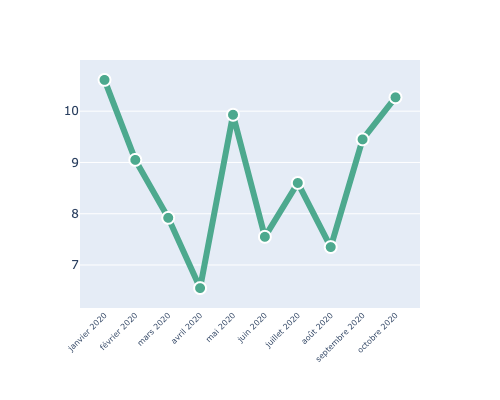 10
9
8
7
janvier 2020
février 2020
mars 2020
avril 2020
mai 2020
juin 2020
juillet 2020
août 2020
septembre 2020
octobre 2020